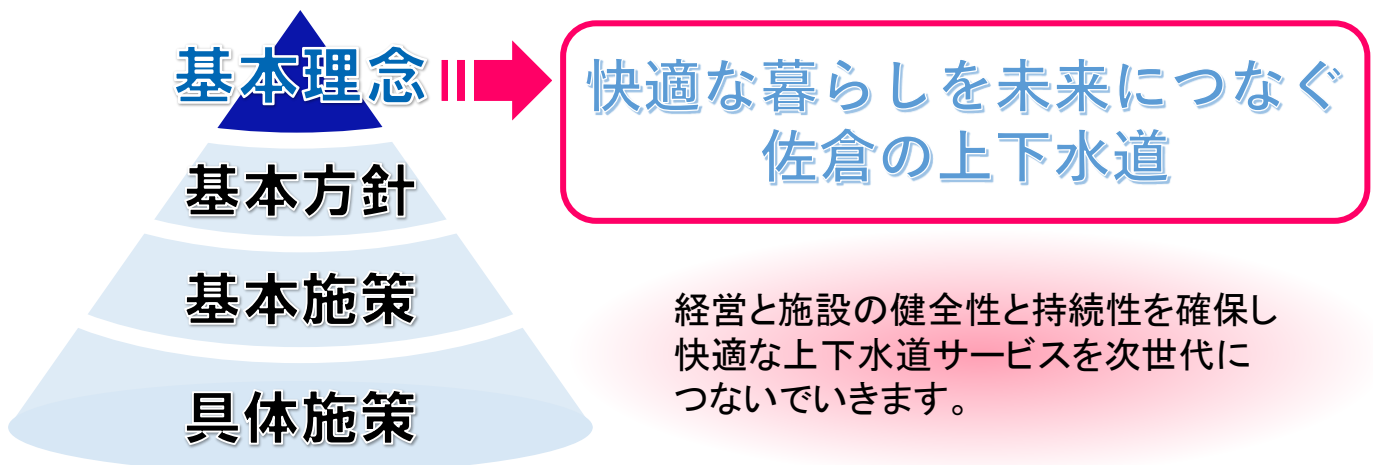 基本理念
快適な暮らしを未来につなぐ
佐倉の上下水道
基本方針
基本施策
具体施策
経営と施設の健全性と持続性を確保し
快適な上下水道サービスを次世代に
つないでいきます。